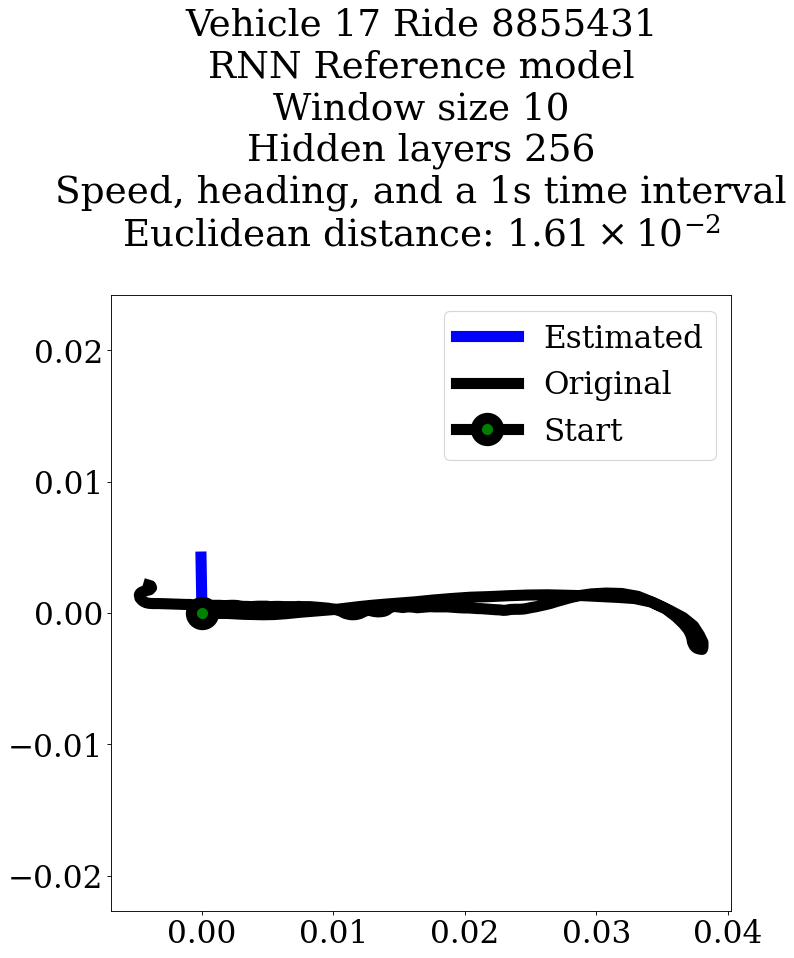 Vehicle 17 Ride 8855431
RNN Reference model
Window size 10
Hidden layers 256
Speed, heading, and a 1s time interval
Euclidean distance: 1.61 × 10⁻²
Estimated
Original
Start
0.02
0.01
0.00
−0.01
−0.02
0.00 0.01 0.02 0.03 0.04